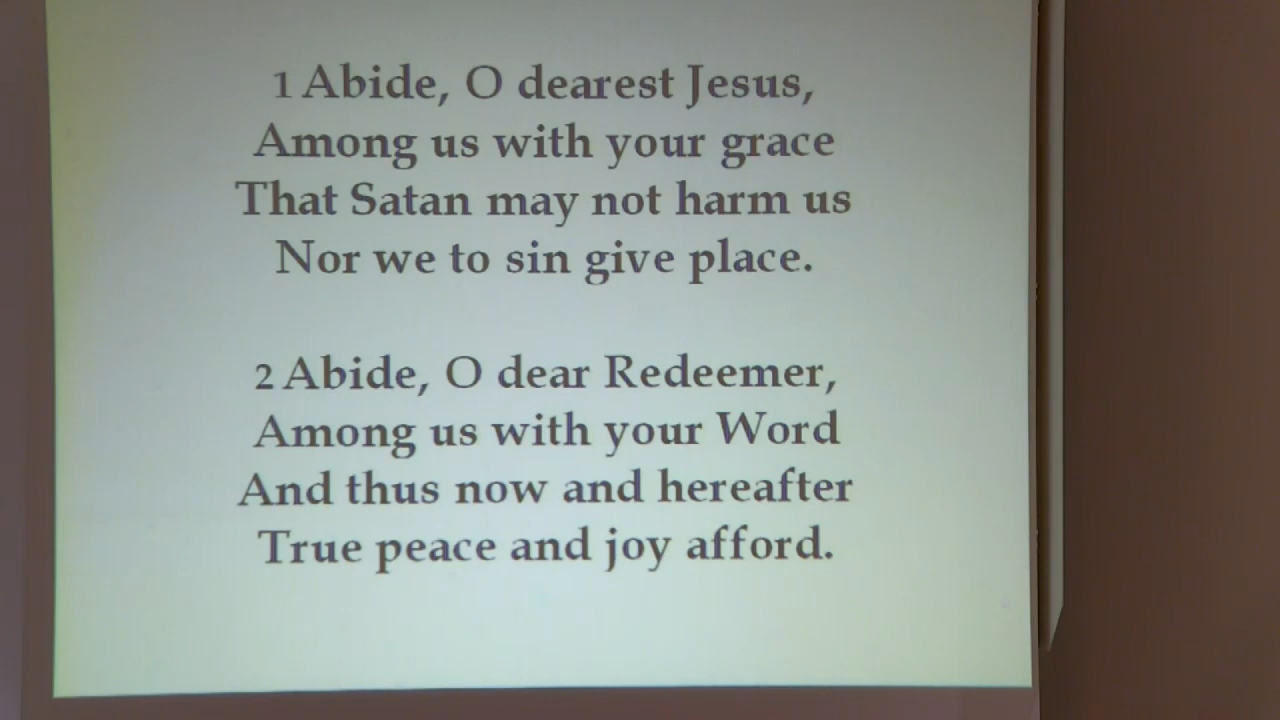 1 Abide, O dearest Jesus,
Among us with your grace
That Satan may not harm us
Nor we to sin give place.
2 Abide, O dear Redeemer,
Among us with your Word
And thus now and hereafter
True peace and joy afford.